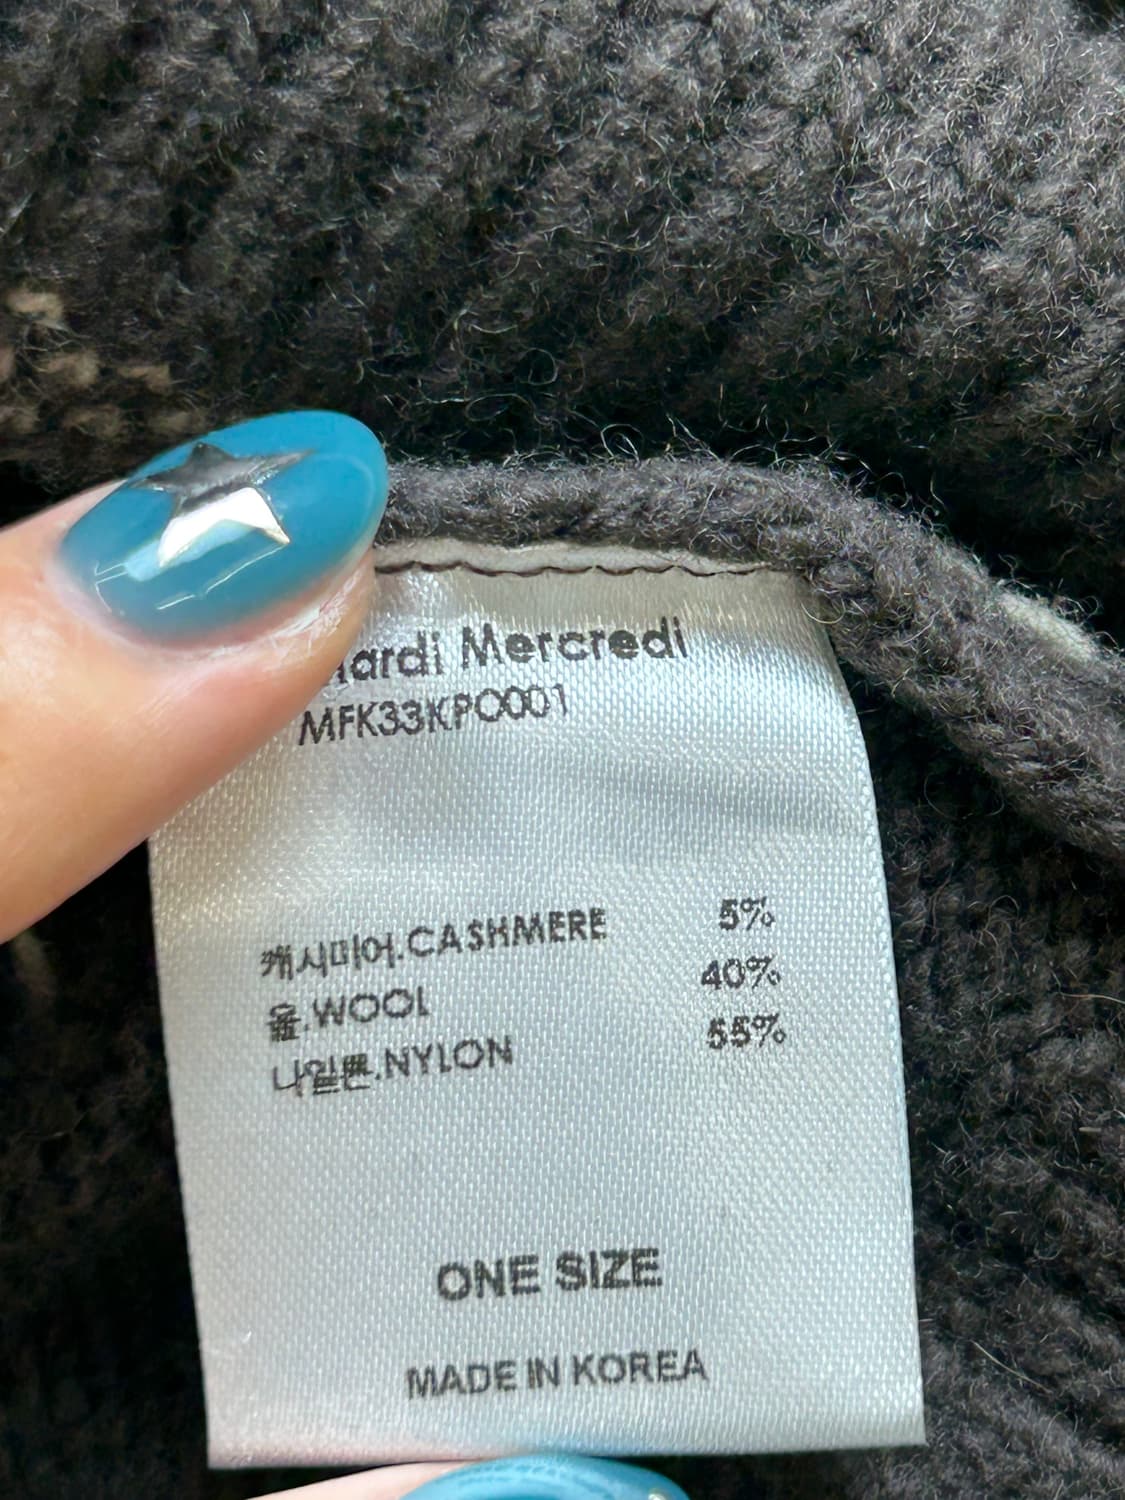 ardi Mercredi
MFK33KPO001
캐시미어.CASHMERE 5%
울.WOOL 40%
나일론.NYLON 55%
ONE SIZE
MADE IN KOREA